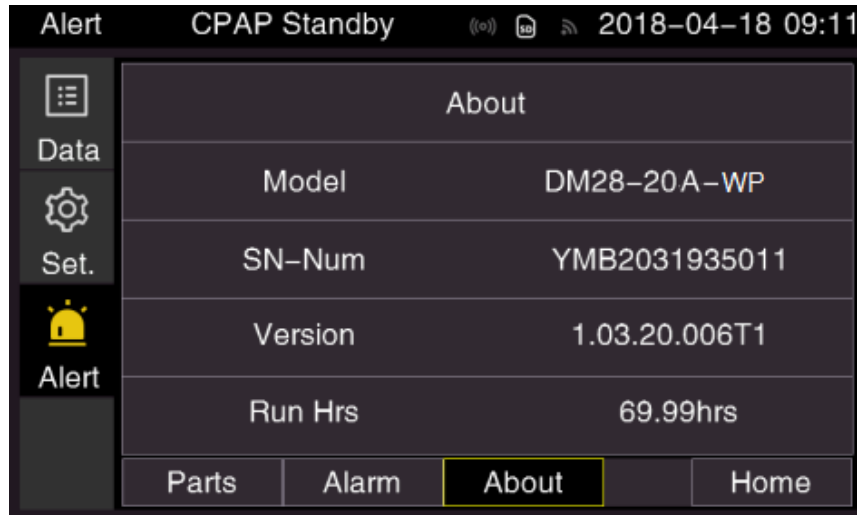 Alert CPAP Standby SD 2018-04-18 09:11
Data
Set.
Alert
About
Model DM28-20A-WP
SN-Num YMB2031935011
Version 1.03.20.006T1
Run Hrs 69.99hrs
Parts Alarm About Home